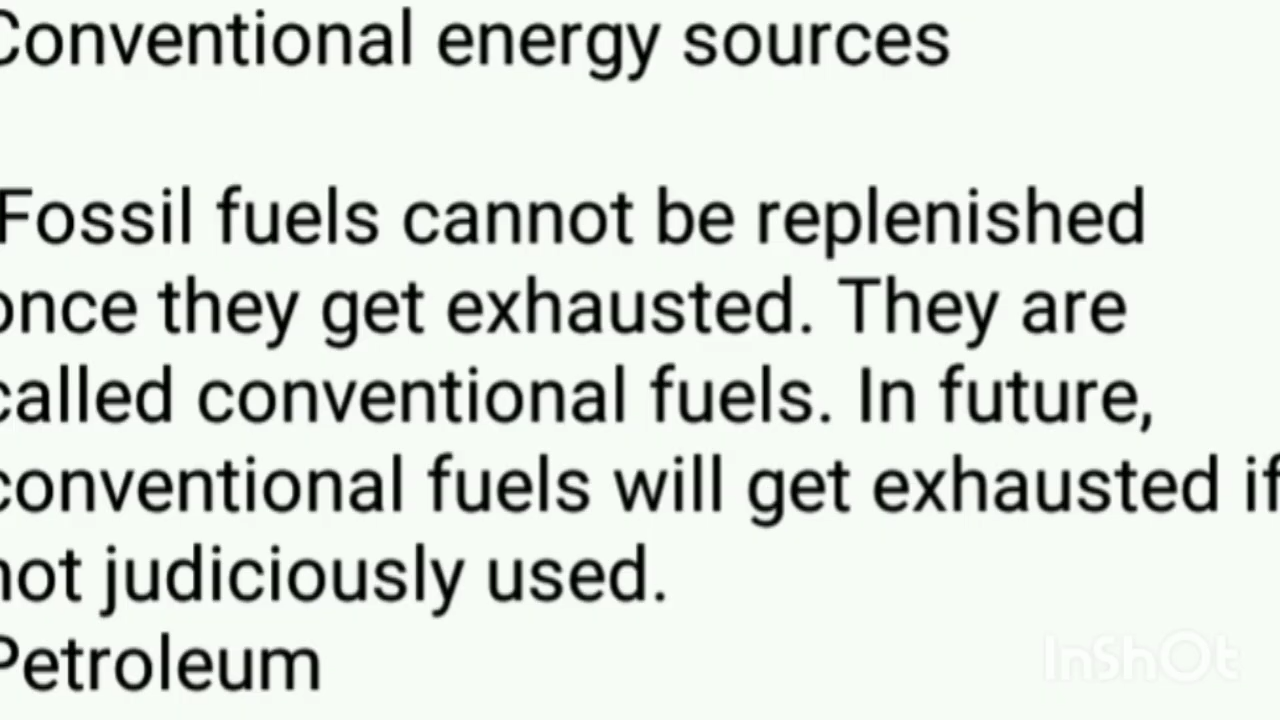 Conventional energy sources
Fossil fuels cannot be replenished
once they get exhausted. They are
called conventional fuels. In future,
conventional fuels will get exhausted if
not judiciously used.
Petroleum
InShOt